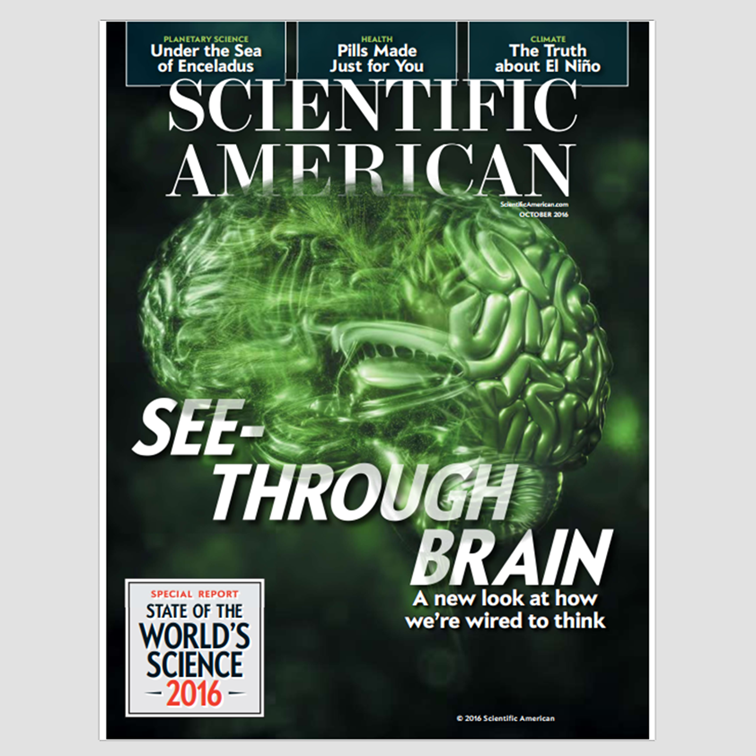 PLANETARY SCIENCE
Under the Sea
of Enceladus
HEALTH
Pills Made
Just for You
CLIMATE
The Truth
about El Niño
SCIENTIFIC
AMERICAN
ScientificAmerican.com
OCTOBER 2016
SEE-
THROUGH
BRAIN
A new look at how
we're wired to think
SPECIAL REPORT
STATE OF THE
WORLD'S
SCIENCE
2016
© 2016 Scientific American